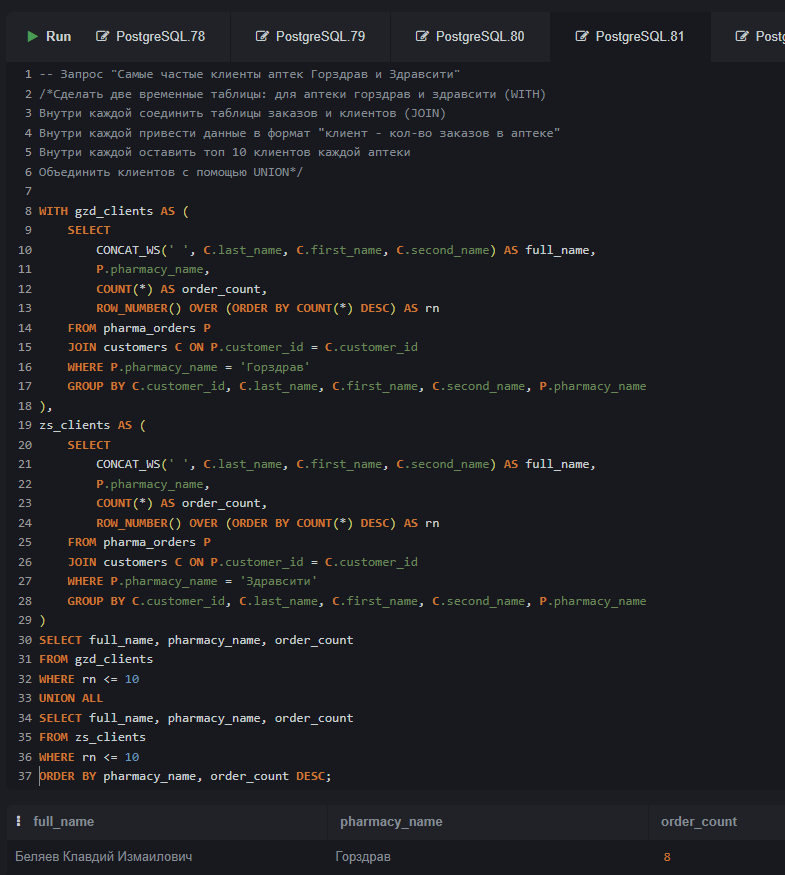 Run PostgreSQL.78 PostgreSQL.79 PostgreSQL.80 PostgreSQL.81 Postg
1 -- Запрос "Самые частые клиенты аптек Горздрав и Здравсити"
2 /*Сделать две временные таблицы: для аптеки горздрав и здравсити (WITH)
3 Внутри каждой соединить таблицы заказов и клиентов (JOIN)
4 Внутри каждой привести данные в формат "клиент - кол-во заказов в аптеке"
5 Внутри каждой оставить топ 10 клиентов каждой аптеки
6 Объединить клиентов с помощью UNION*/
7
8 WITH gzd_clients AS (
9 SELECT
10 CONCAT_WS(' ', C.last_name, C.first_name, C.second_name) AS full_name,
11 P.pharmacy_name,
12 COUNT(*) AS order_count,
13 ROW_NUMBER() OVER (ORDER BY COUNT(*) DESC) AS rn
14 FROM pharma_orders P
15 JOIN customers C ON P.customer_id = C.customer_id
16 WHERE P.pharmacy_name = 'Горздрав'
17 GROUP BY C.customer_id, C.last_name, C.first_name, C.second_name, P.pharmacy_name
18 ),
19 zs_clients AS (
20 SELECT
21 CONCAT_WS(' ', C.last_name, C.first_name, C.second_name) AS full_name,
22 P.pharmacy_name,
23 COUNT(*) AS order_count,
24 ROW_NUMBER() OVER (ORDER BY COUNT(*) DESC) AS rn
25 FROM pharma_orders P
26 JOIN customers C ON P.customer_id = C.customer_id
27 WHERE P.pharmacy_name = 'Здравсити'
28 GROUP BY C.customer_id, C.last_name, C.first_name, C.second_name, P.pharmacy_name
29 )
30 SELECT full_name, pharmacy_name, order_count
31 FROM gzd_clients
32 WHERE rn <= 10
33 UNION ALL
34 SELECT full_name, pharmacy_name, order_count
35 FROM zs_clients
36 WHERE rn <= 10
37 ORDER BY pharmacy_name, order_count DESC;
full_name pharmacy_name order_count
Беляев Клавдий Измаилович Горздрав 8